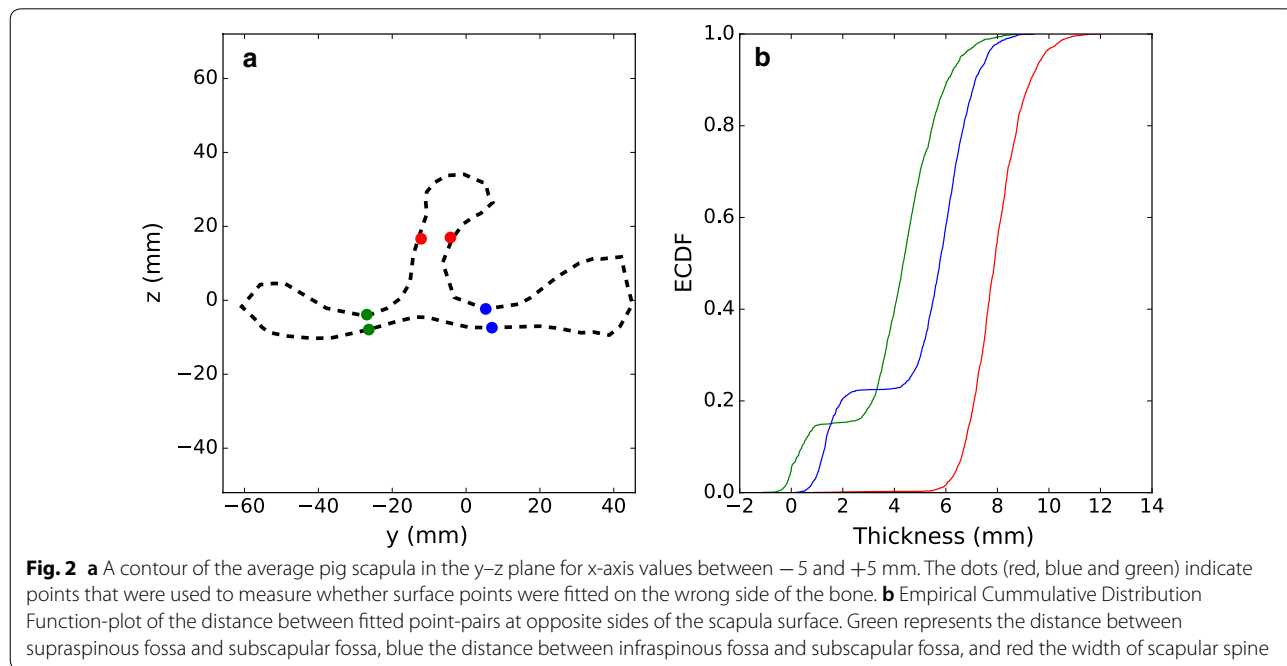 a
60
40
20
0
−20
−40
z (mm)
−60 −40 −20 0 20 40
y (mm)
b
1.0
0.8
0.6
0.4
0.2
0.0
ECDF
−2 0 2 4 6 8 10 12 14
Thickness (mm)
Fig. 2 a A contour of the average pig scapula in the y–z plane for x-axis values between −5 and +5 mm. The dots (red, blue and green) indicate
points that were used to measure whether surface points were fitted on the wrong side of the bone. b Empirical Cummulative Distribution
Function-plot of the distance between fitted point-pairs at opposite sides of the scapula surface. Green represents the distance between
supraspinous fossa and subscapular fossa, blue the distance between infraspinous fossa and subscapular fossa, and red the width of scapular spine